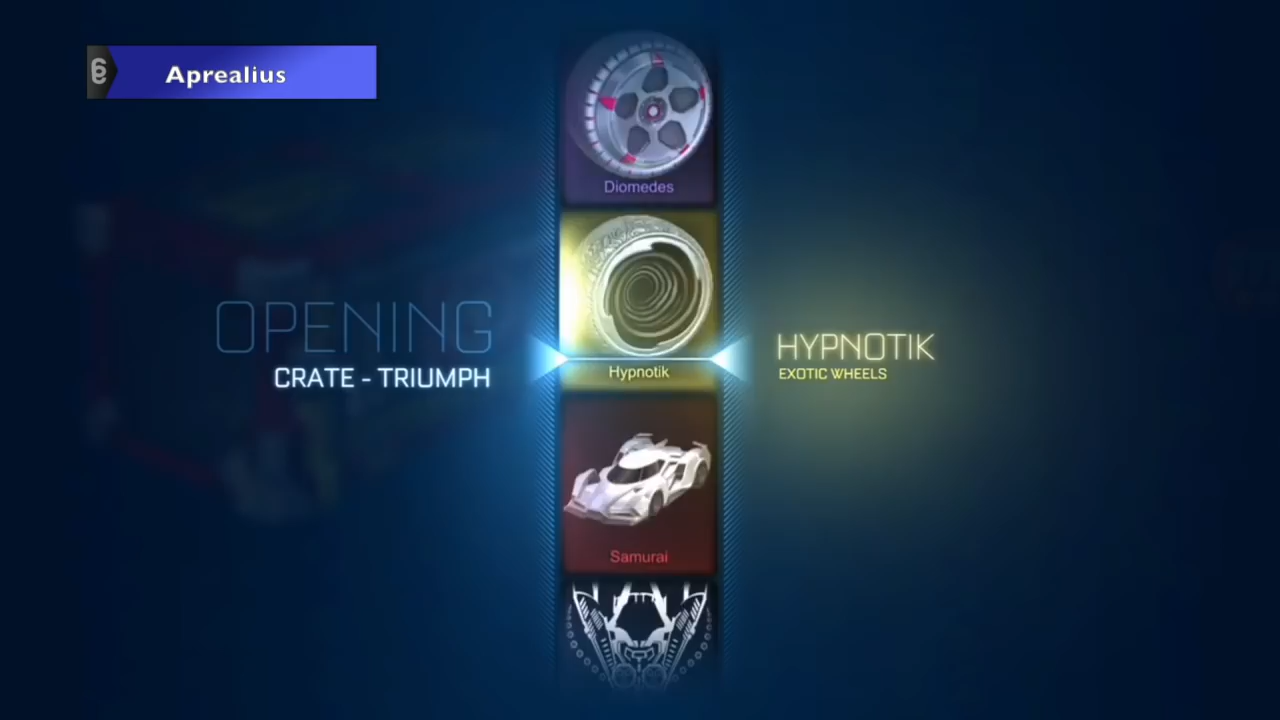 Aprealius
Diomedes
OPENING
CRATE - TRIUMPH
Hypnotik
HYPNOTIK
EXOTIC WHEELS
Samurai